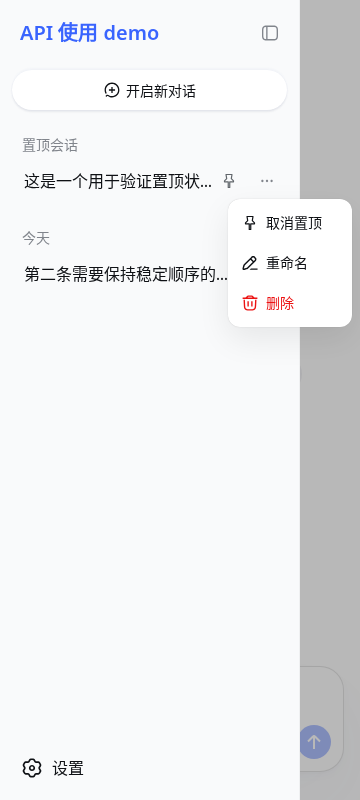 API 使用 demo
开启新对话
置顶会话
这是一个用于验证置顶状...
今天
第二条需要保持稳定顺序的...
取消置顶
重命名
删除
设置